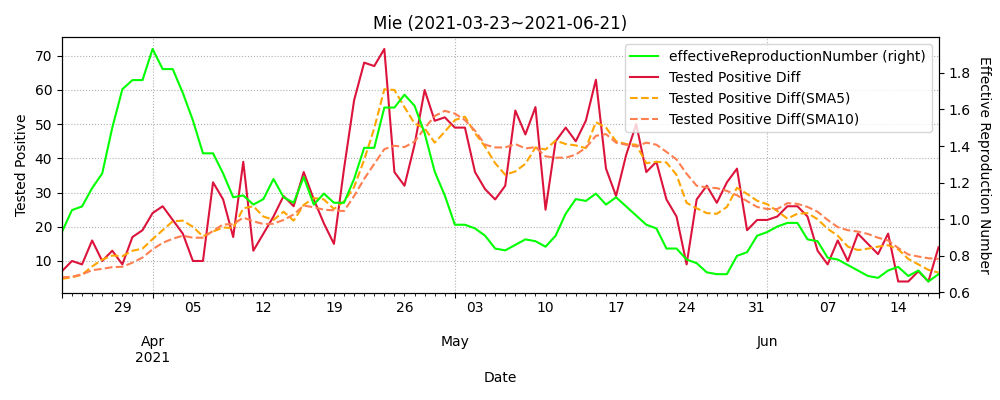 Mie (2021-03-23~2021-06-21)
effectiveReproductionNumber (right)
Tested Positive Diff
Tested Positive Diff(SMA5)
Tested Positive Diff(SMA10)
Tested Positive
70
60
50
40
30
20
10
Effective Reproduction Number
1.8
1.6
1.4
1.2
1.0
0.8
0.6
29 05 12 19 26 03 10 17 24 31 07 14
Apr May Jun
2021
Date